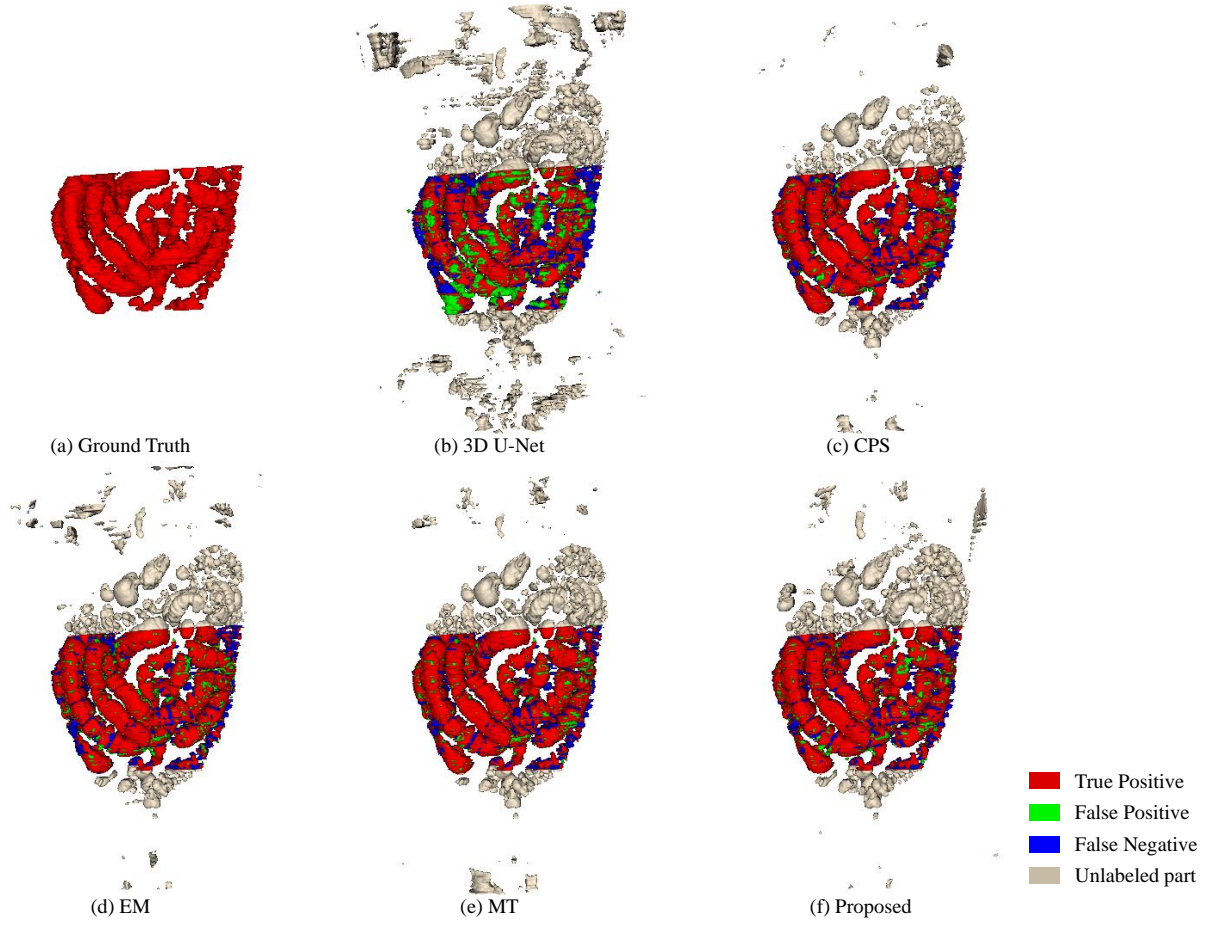 (a) Ground Truth
(b) 3D U-Net
(c) CPS
(d) EM
(e) MT
(f) Proposed
True Positive
False Positive
False Negative
Unlabeled part